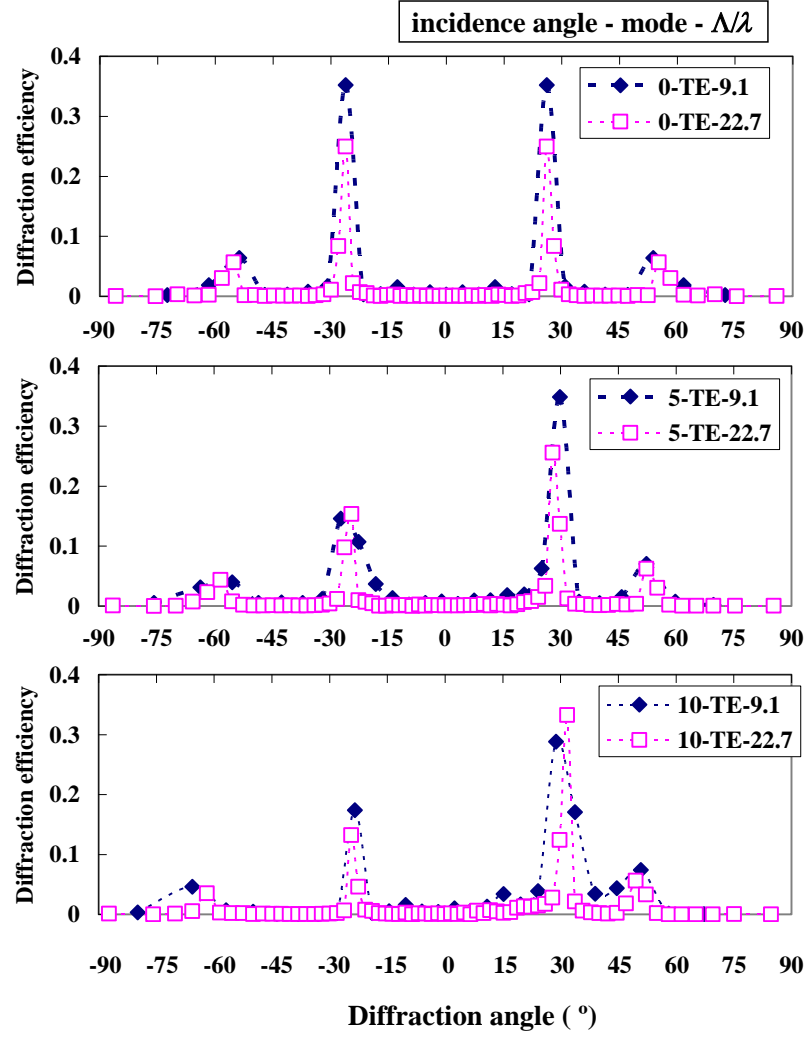 incidence angle - mode - Λ/λ
0.4
0.3
0.2
0.1
0
Diffraction efficiency
0-TE-9.1
0-TE-22.7
-90 -75 -60 -45 -30 -15 0 15 30 45 60 75 90
0.4
0.3
0.2
0.1
0
Diffraction efficiency
5-TE-9.1
5-TE-22.7
-90 -75 -60 -45 -30 -15 0 15 30 45 60 75 90
0.4
0.3
0.2
0.1
0
Diffraction efficiency
10-TE-9.1
10-TE-22.7
-90 -75 -60 -45 -30 -15 0 15 30 45 60 75 90
Diffraction angle ( º)